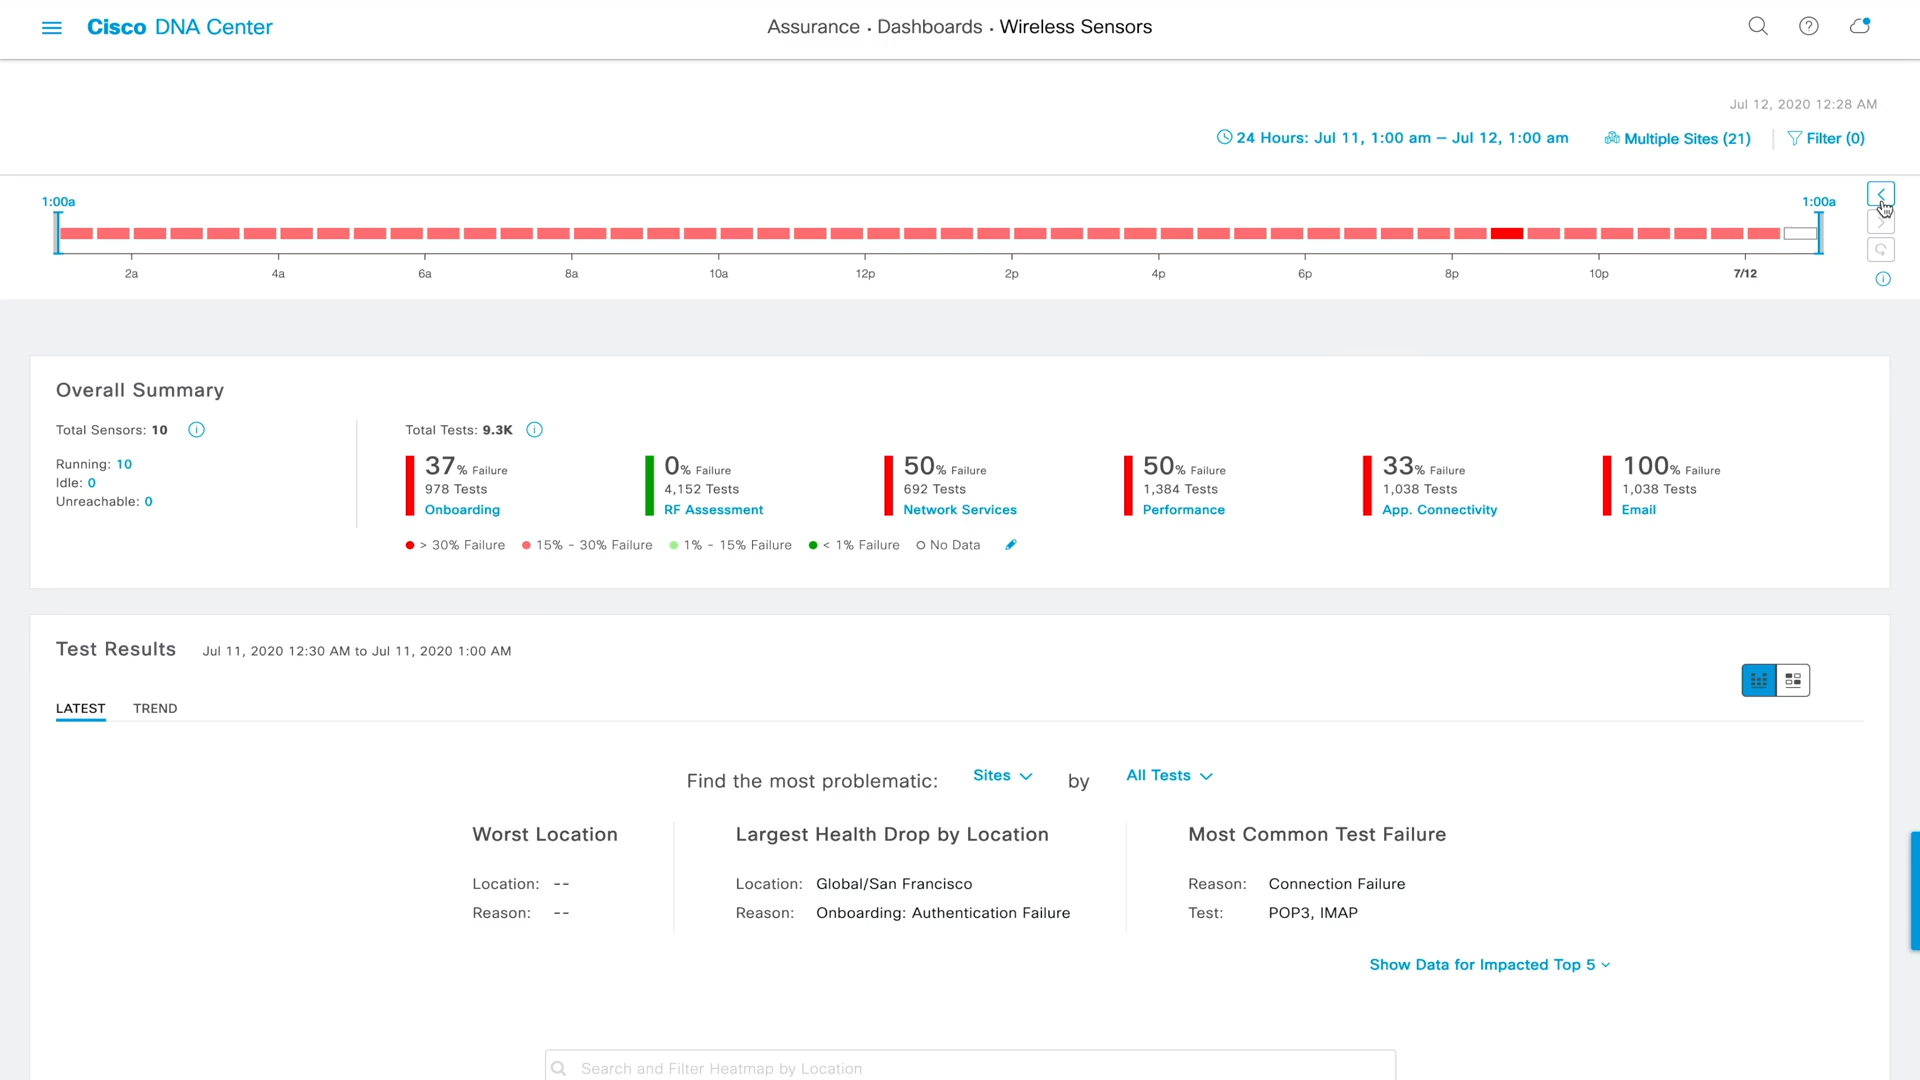 Cisco DNA Center
Assurance · Dashboards · Wireless Sensors
Jul 12, 2020 12:28 AM
24 Hours: Jul 11, 1:00 am – Jul 12, 1:00 am
Multiple Sites (21)
Filter (0)
1:00a
1:00a
2a 4a 6a 8a 10a 12p 2p 4p 6p 8p 10p 7/12
Overall Summary
Total Sensors: 10
Running: 10
Idle: 0
Unreachable: 0
Total Tests: 9.3K
37% Failure
978 Tests
Onboarding
0% Failure
4,152 Tests
RF Assessment
50% Failure
692 Tests
Network Services
50% Failure
1,384 Tests
Performance
33% Failure
1,038 Tests
App. Connectivity
100% Failure
1,038 Tests
Email
> 30% Failure 15% - 30% Failure 1% - 15% Failure < 1% Failure No Data
Test Results Jul 11, 2020 12:30 AM to Jul 11, 2020 1:00 AM
LATEST TREND
Find the most problematic: Sites by All Tests
Worst Location
Location: --
Reason: --
Largest Health Drop by Location
Location: Global/San Francisco
Reason: Onboarding: Authentication Failure
Most Common Test Failure
Reason: Connection Failure
Test: POP3, IMAP
Show Data for Impacted Top 5
Search and Filter Heatmap by Location